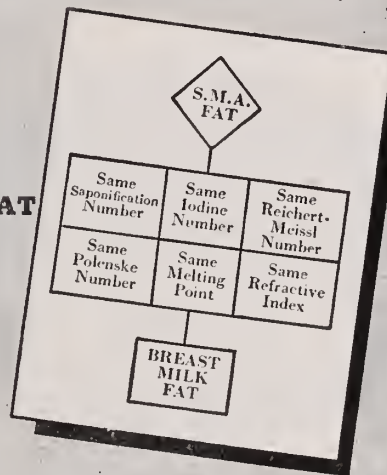 S.M.A.
FAT
AT
Same
Saponification
Number
Same
Iodine
Number
Same
Reichert-
Meissl
Number
Same
Polenske
Number
Same
Melting
Point
Same
Refractive
Index
BREAST
MILK
FAT